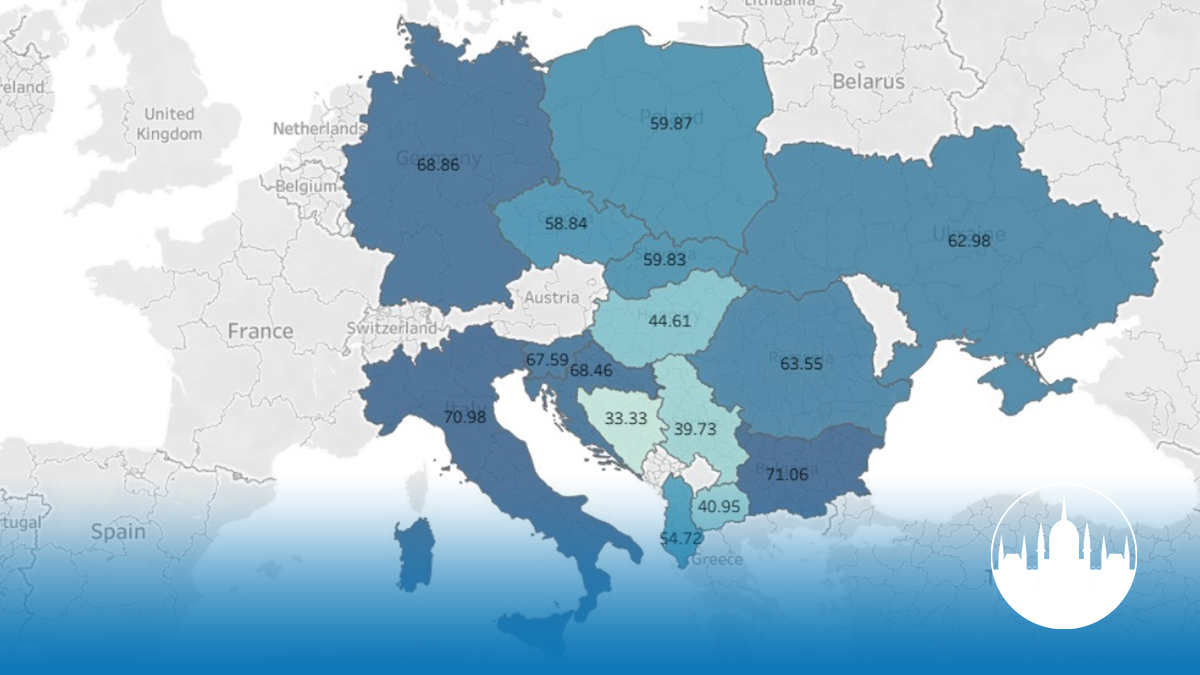 Lithuania
reland
United
Kingdom
Netherlands
Belgium
Belarus
Poland
59.87
Germany
68.86
58.84
59.83
Ukraine
62.98
Austria
France
Switzerland
44.61
67.59
68.46
63.55
Italy
70.98
33.33
39.73
71.06
40.95
54.72
Greece
rtugal
Spain